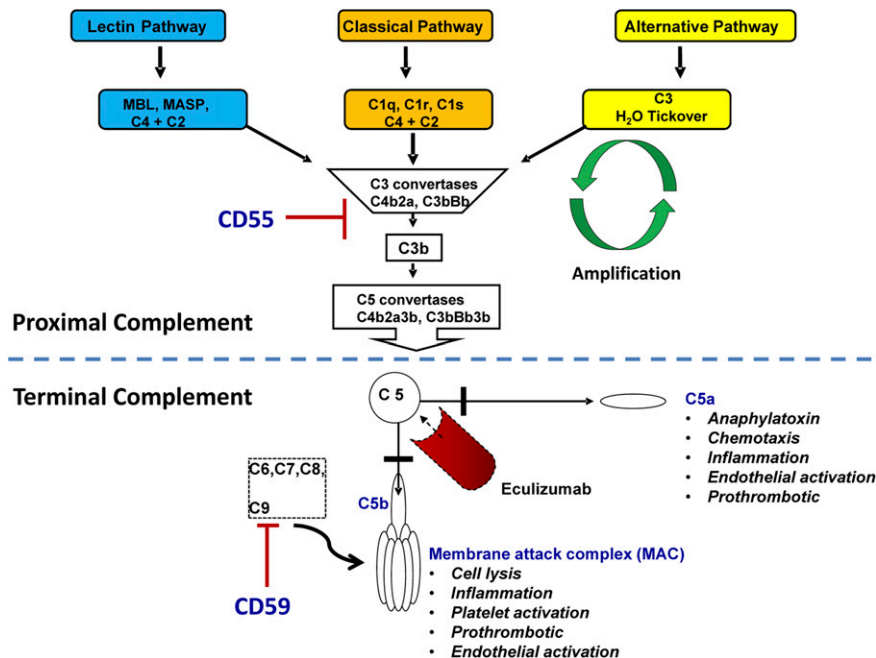 Lectin Pathway
Classical Pathway
Alternative Pathway
MBL, MASP,
C4 + C2
C1q, C1r, C1s
C4 + C2
C3
H₂O Tickover
C3 convertases
C4b2a, C3bBb
CD55
C3b
Amplification
C5 convertases
C4b2a3b, C3bBb3b
Proximal Complement
Terminal Complement
C 5
C5a
• Anaphylatoxin
• Chemotaxis
• Inflammation
• Endothelial activation
• Prothrombotic
Eculizumab
C6,C7,C8,
C9
C5b
CD59
Membrane attack complex (MAC)
• Cell lysis
• Inflammation
• Platelet activation
• Prothrombotic
• Endothelial activation